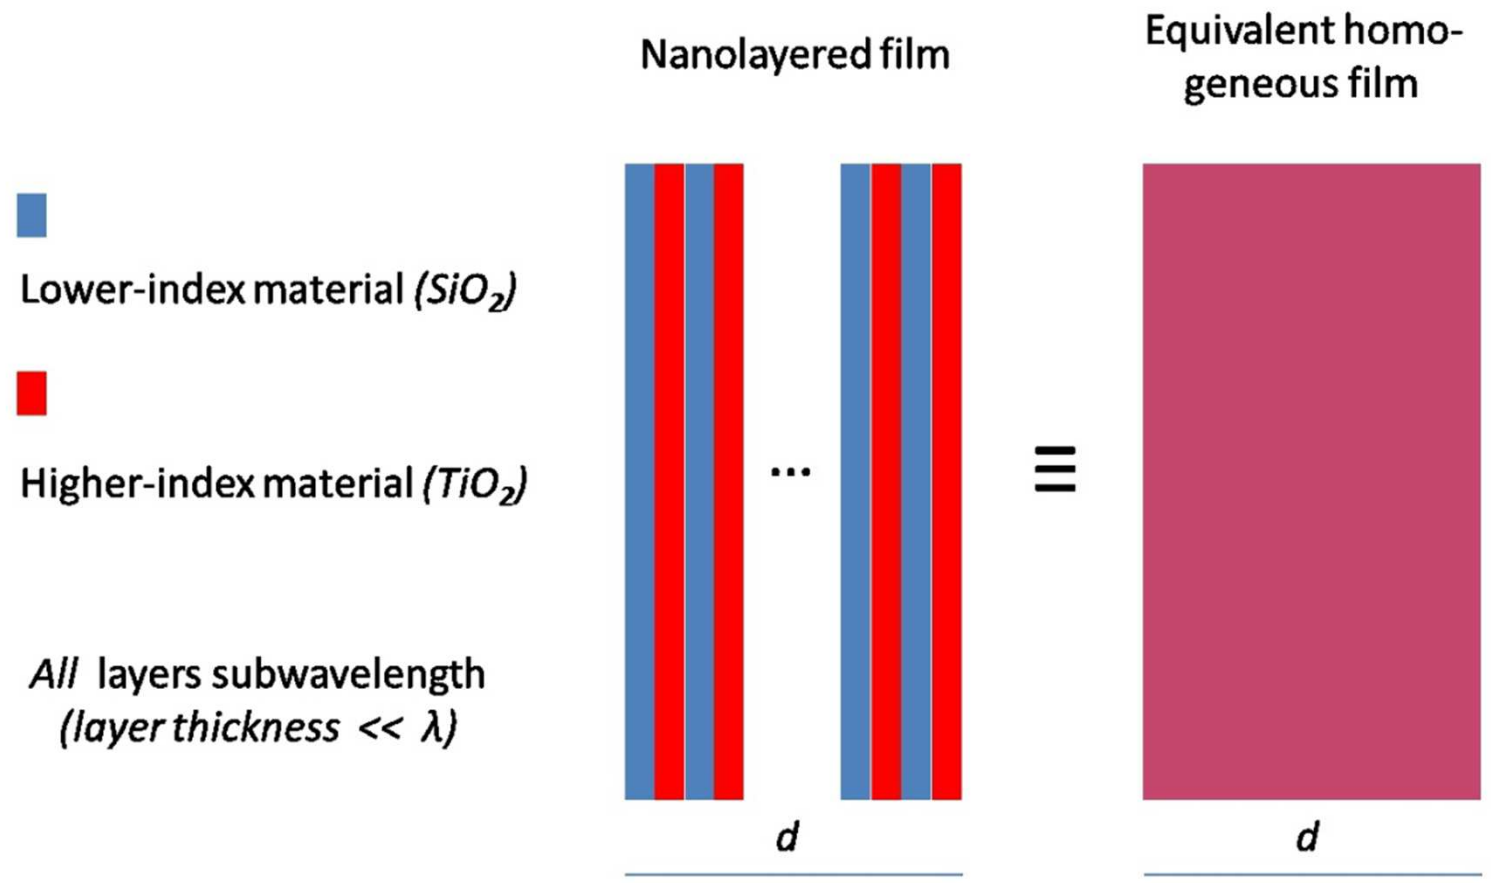 Nanolayered film
Equivalent homo-
geneous film
Lower-index material (SiO₂)
Higher-index material (TiO₂)
All layers subwavelength
(layer thickness << λ)
...
≡
d
d